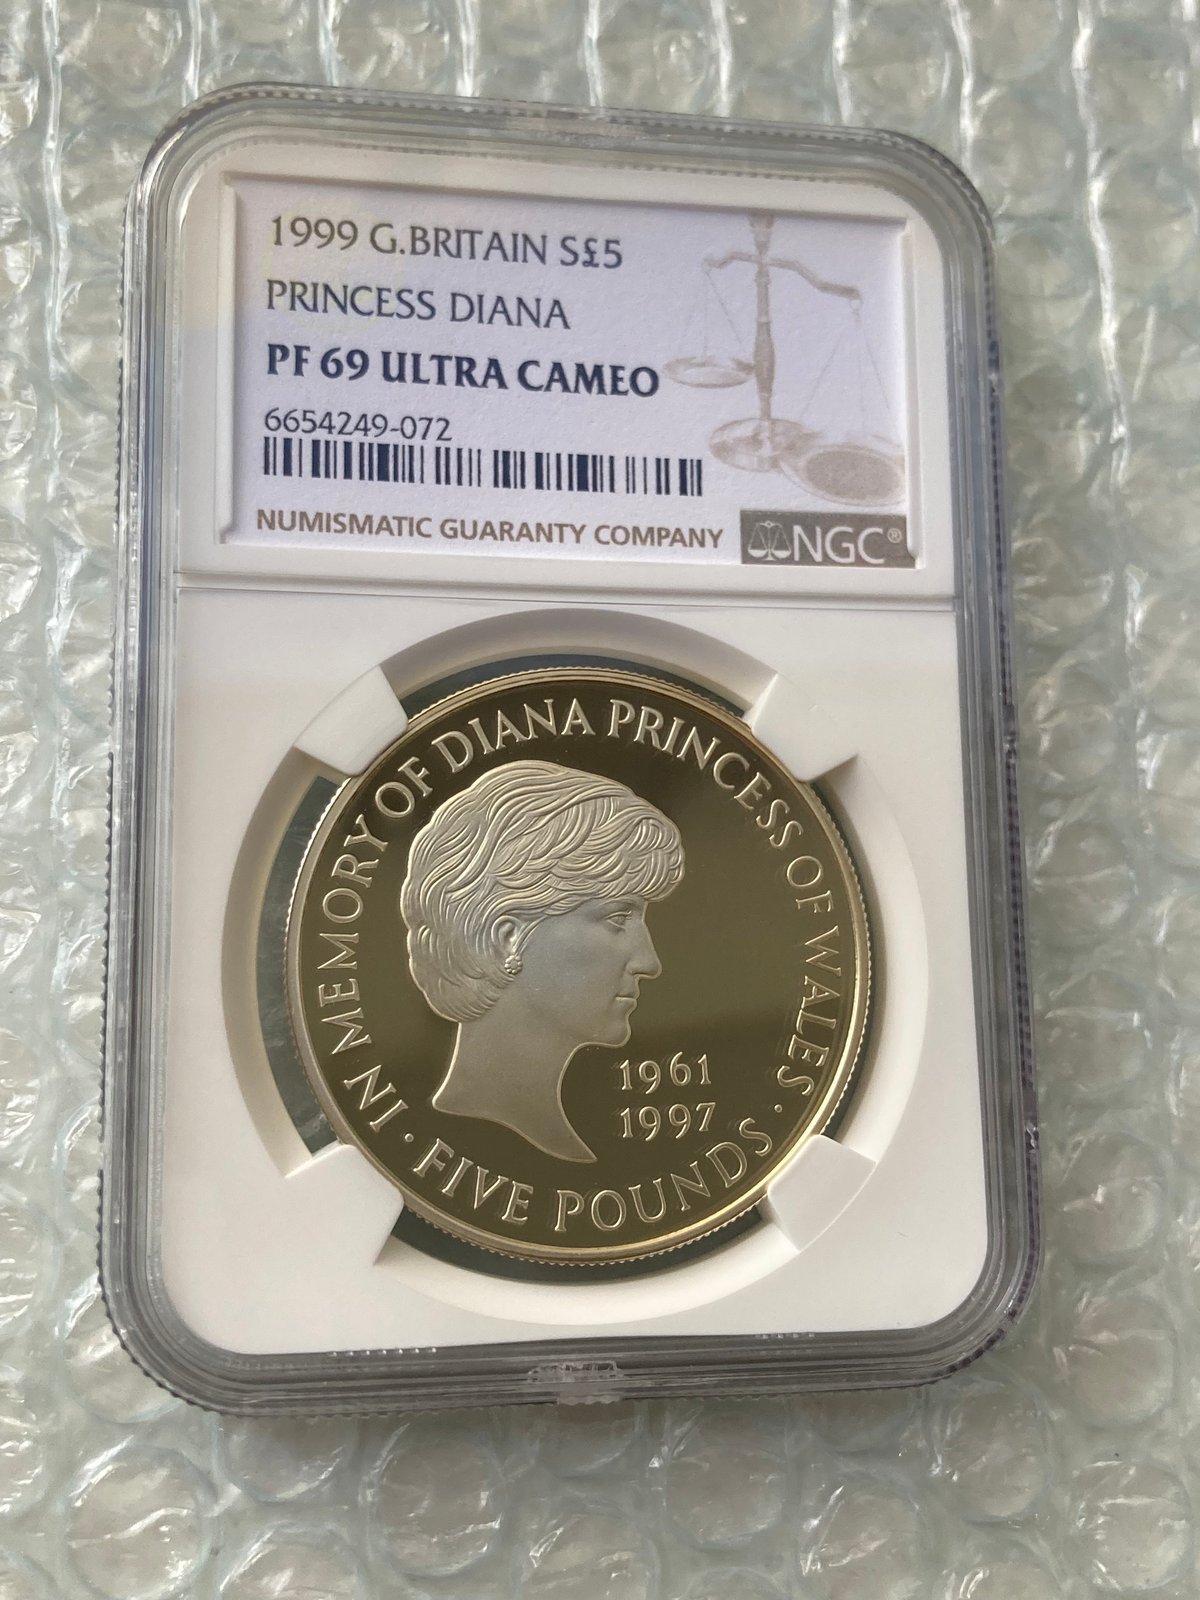 1999 G.BRITAIN S£5
PRINCESS DIANA
PF 69 ULTRA CAMEO
6654249-072
NUMISMATIC GUARANTY COMPANY
NGC®
IN MEMORY OF DIANA PRINCESS OF WALES
1961
1997
· FIVE POUNDS ·